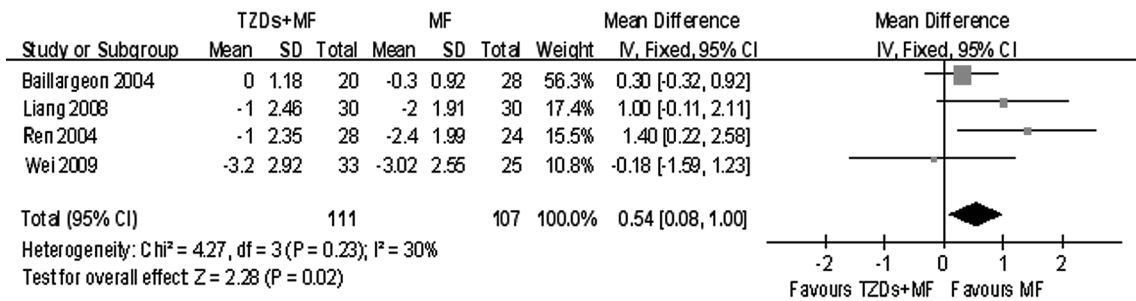 TZDs+MF MF Mean Difference Mean Difference
Study or Subgroup Mean SD Total Mean SD Total Weight IV, Fixed, 95% CI IV, Fixed, 95% CI
Baillargeon 2004 0 1.18 20 -0.3 0.92 28 56.3% 0.30 [-0.32, 0.92]
Liang 2008 -1 2.46 30 -2 1.91 30 17.4% 1.00 [-0.11, 2.11]
Ren 2004 -1 2.35 28 -2.4 1.99 24 15.5% 1.40 [0.22, 2.58]
Wei 2009 -3.2 2.92 33 -3.02 2.55 25 10.8% -0.18 [-1.59, 1.23]
Total (95% CI) 111 107 100.0% 0.54 [0.08, 1.00]
Heterogeneity: Chi² = 4.27, df = 3 (P = 0.23); I² = 30%
Test for overall effect: Z = 2.28 (P = 0.02)
-2 -1 0 1 2
Favours TZDs+MF Favours MF